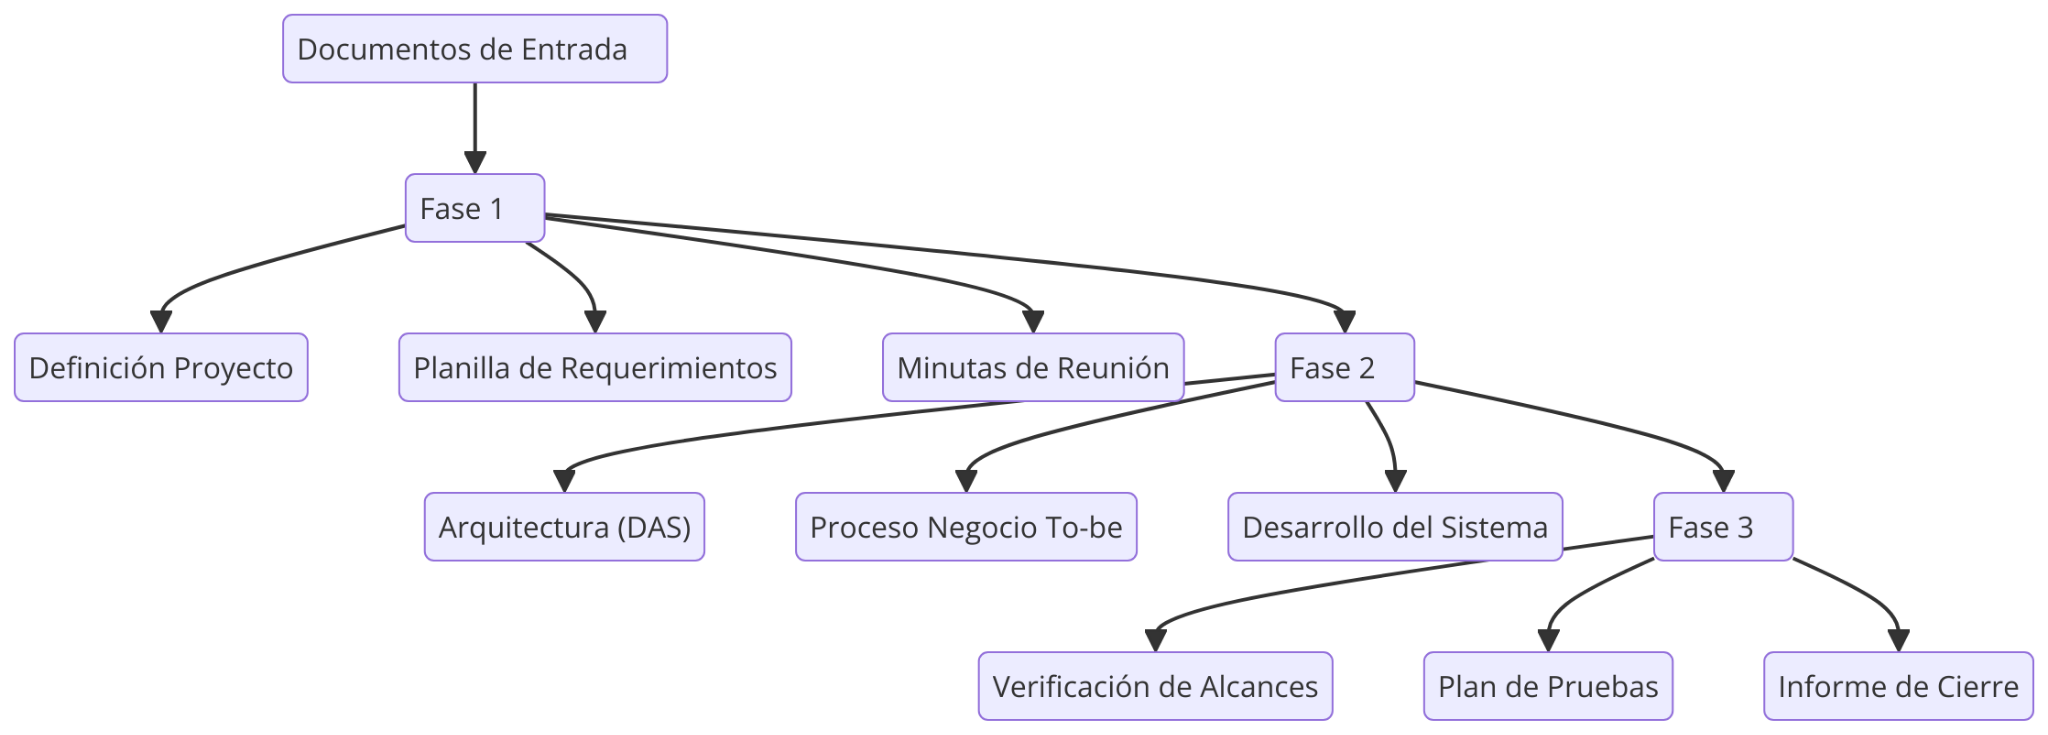 Documentos de Entrada
Fase 1
Definición Proyecto
Planilla de Requerimientos
Minutas de Reunión
Fase 2
Arquitectura (DAS)
Proceso Negocio To-be
Desarrollo del Sistema
Fase 3
Verificación de Alcances
Plan de Pruebas
Informe de Cierre